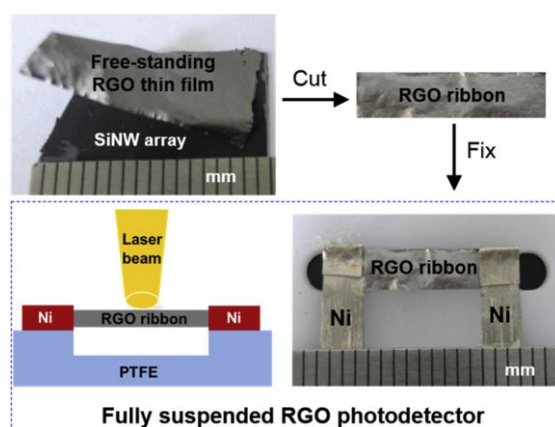 Free-standing
RGO thin film
SiNW array
mm
Cut
RGO ribbon
Fix
Laser
beam
Ni
RGO ribbon
Ni
PTFE
RGO ribbon
Ni
Ni
mm
Fully suspended RGO photodetector